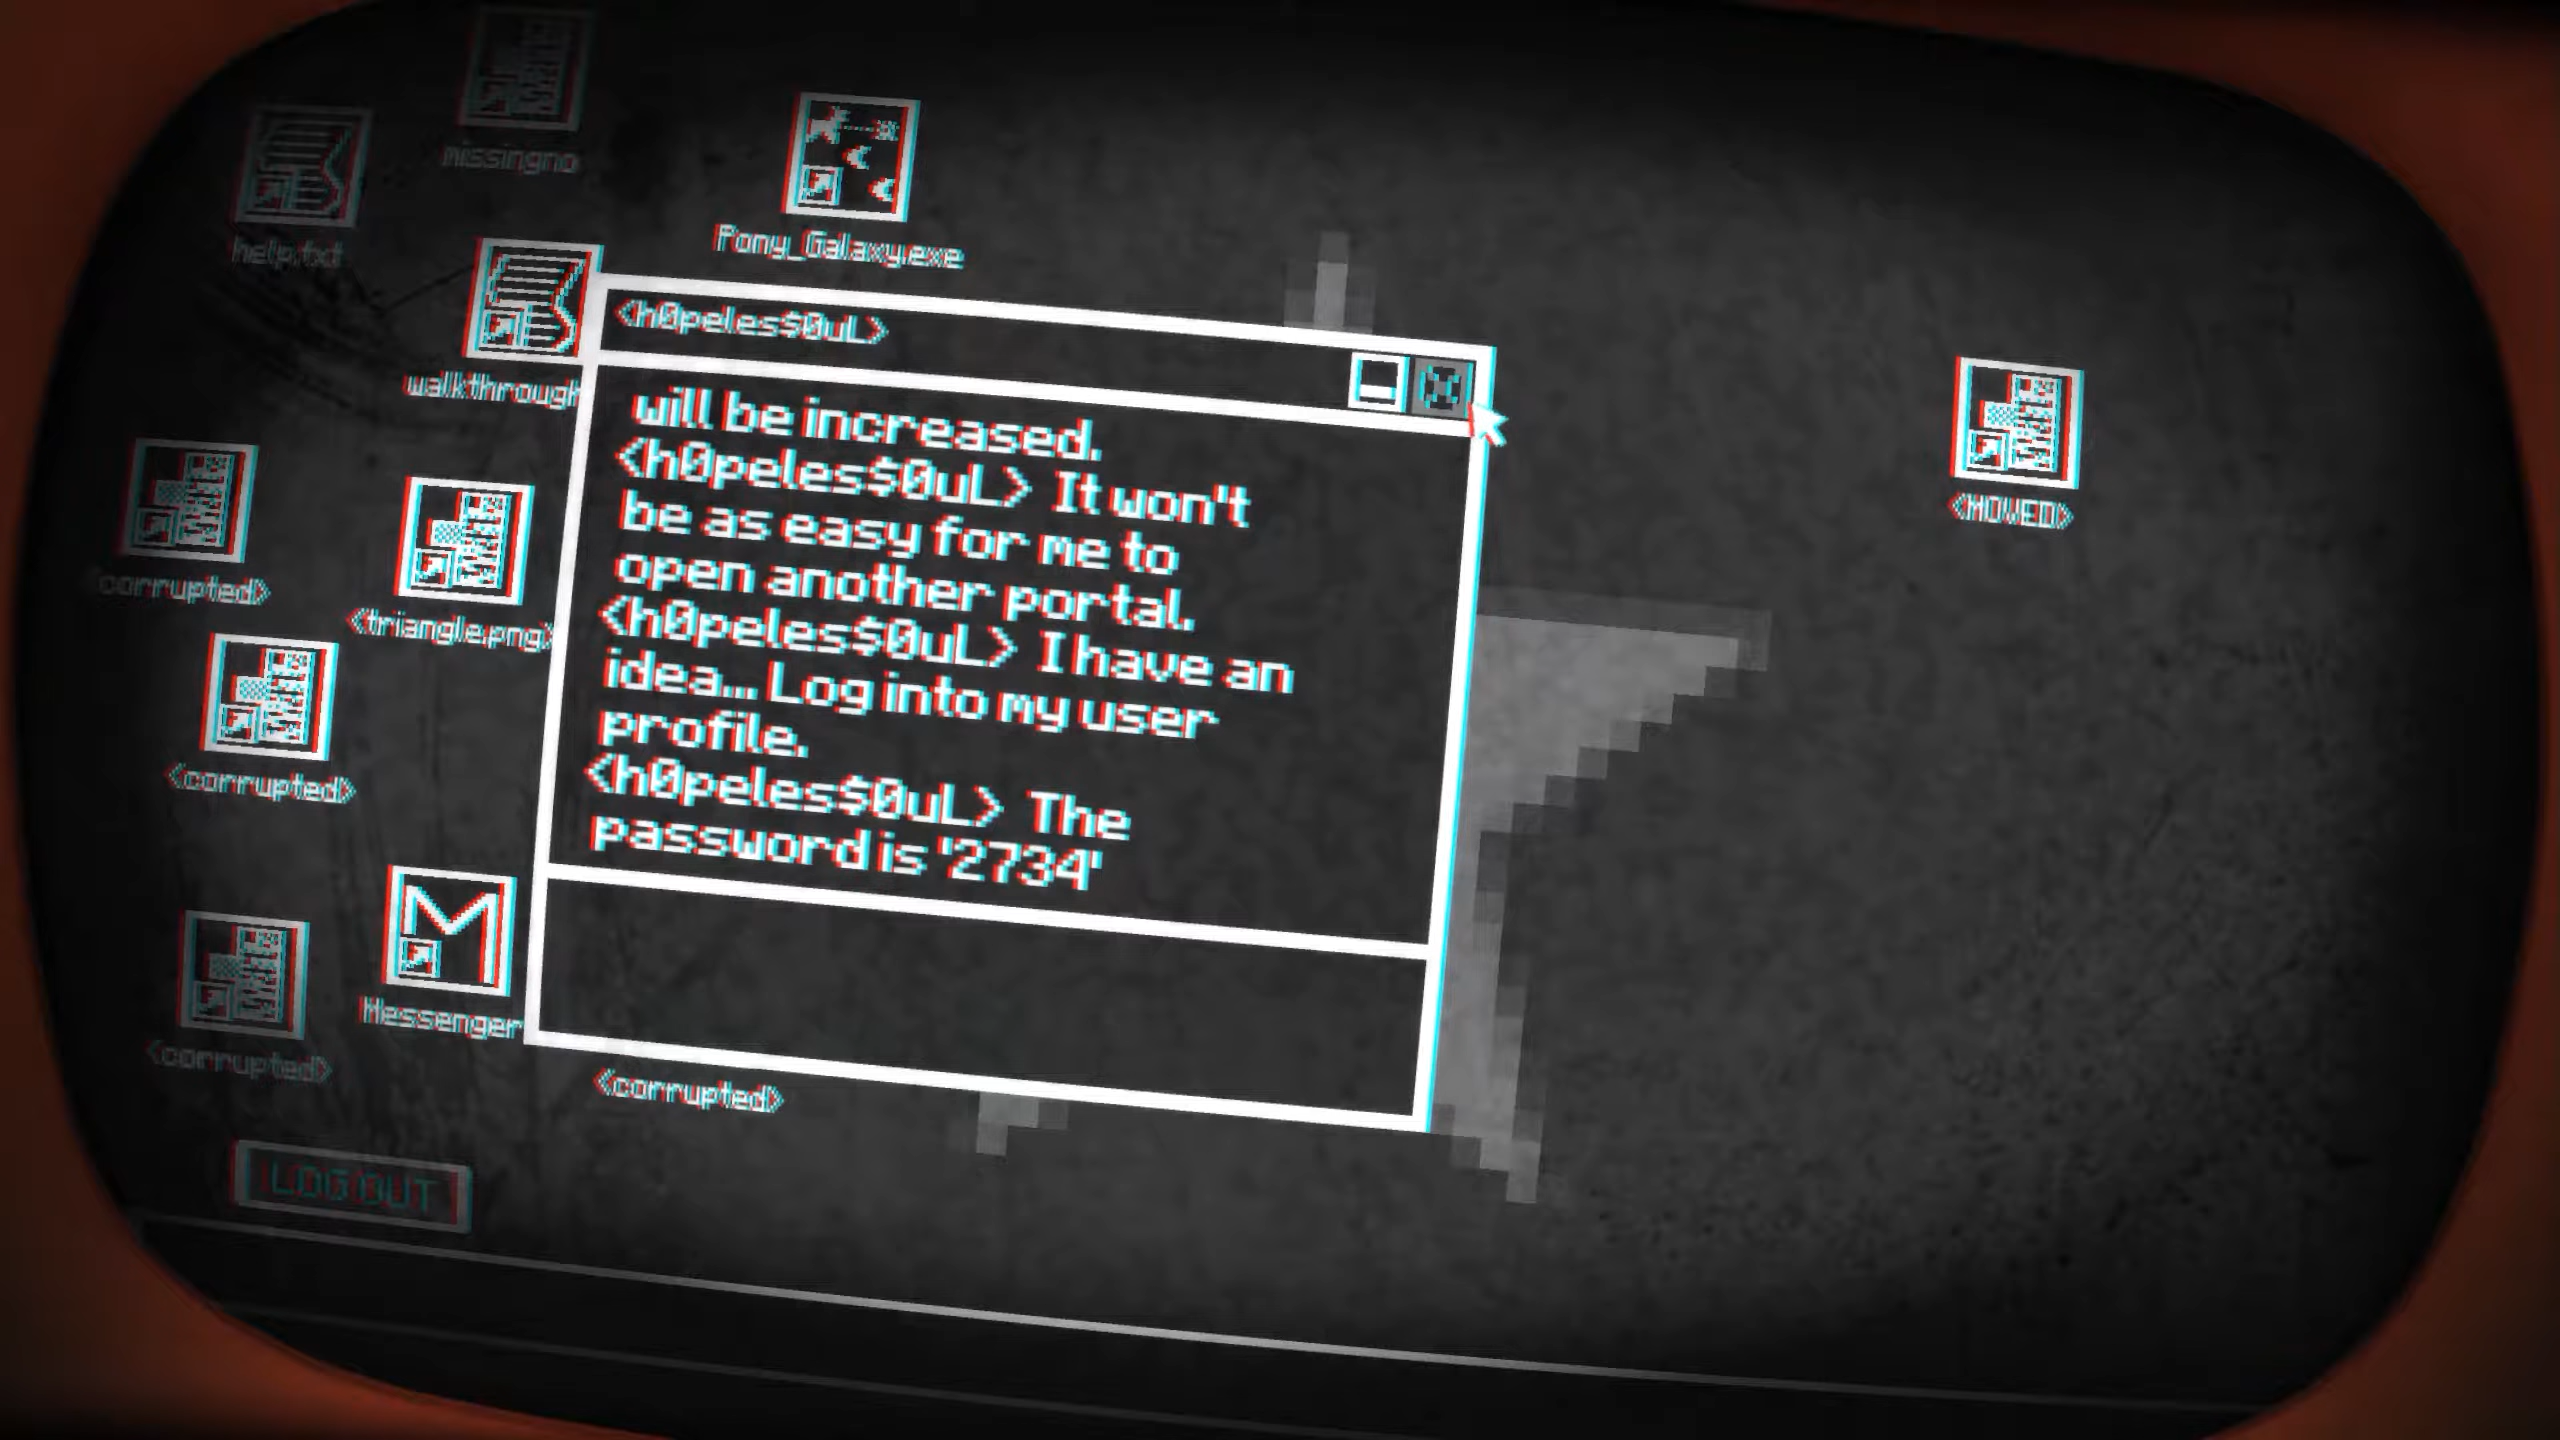 missingno
help.txt
Pony_Galaxy.exe
walkthrough
<h0peles$0uL>
will be increased.
<h0peles$0uL> It won't
be as easy for me to
open another portal.
<h0peles$0uL> I have an
idea... Log into my user
profile.
<h0peles$0uL> The
password is '2734'
<MOVED>
<corrupted>
<triangle.png>
<corrupted>
M
Messenger
<corrupted>
<corrupted>
LOG OUT